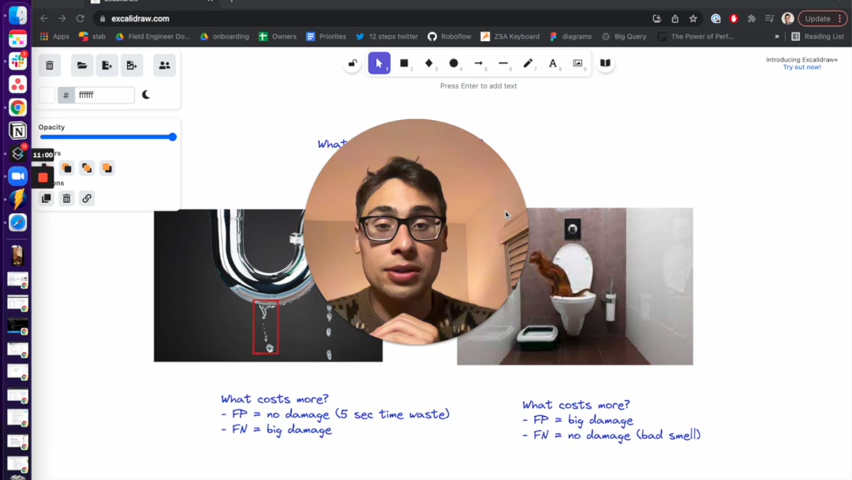 excalidraw.com
Update
Apps
slab
Field Engineer Do...
onboarding
Owners
Priorites
12 steps twitter
Roboflow
ZSA Keyboard
diagrams
Big Query
The Power of Perf...
Reading List
Introducing Excalidraw+
Try out now!
Press Enter to add text
# ffffff
Opacity
11:00
What
What costs more?
- FP = no damage (5 sec time waste)
- FN = big damage
What costs more?
- FP = big damage
- FN = no damage (bad smell)